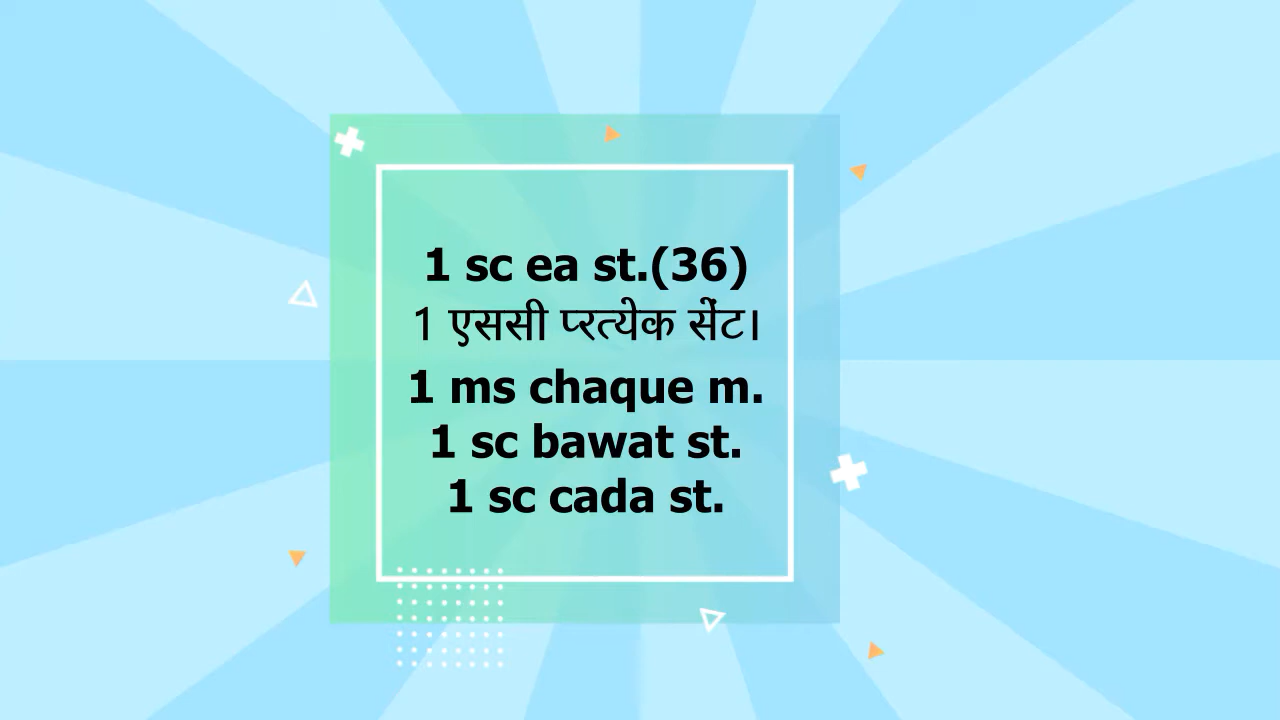 1 sc ea st.(36)
1 एससी प्रत्येक सेंट।
1 ms chaque m.
1 sc bawat st.
1 sc cada st.